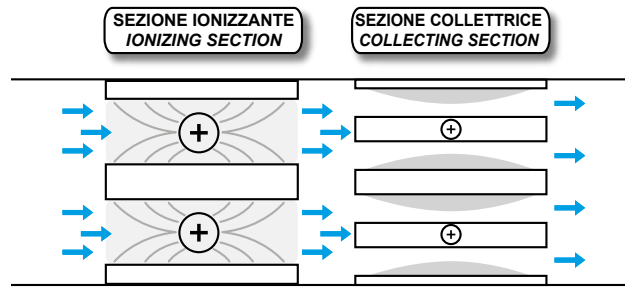 SEZIONE IONIZZANTE
IONIZING SECTION
SEZIONE COLLETTRICE
COLLECTING SECTION
+
+
+
+